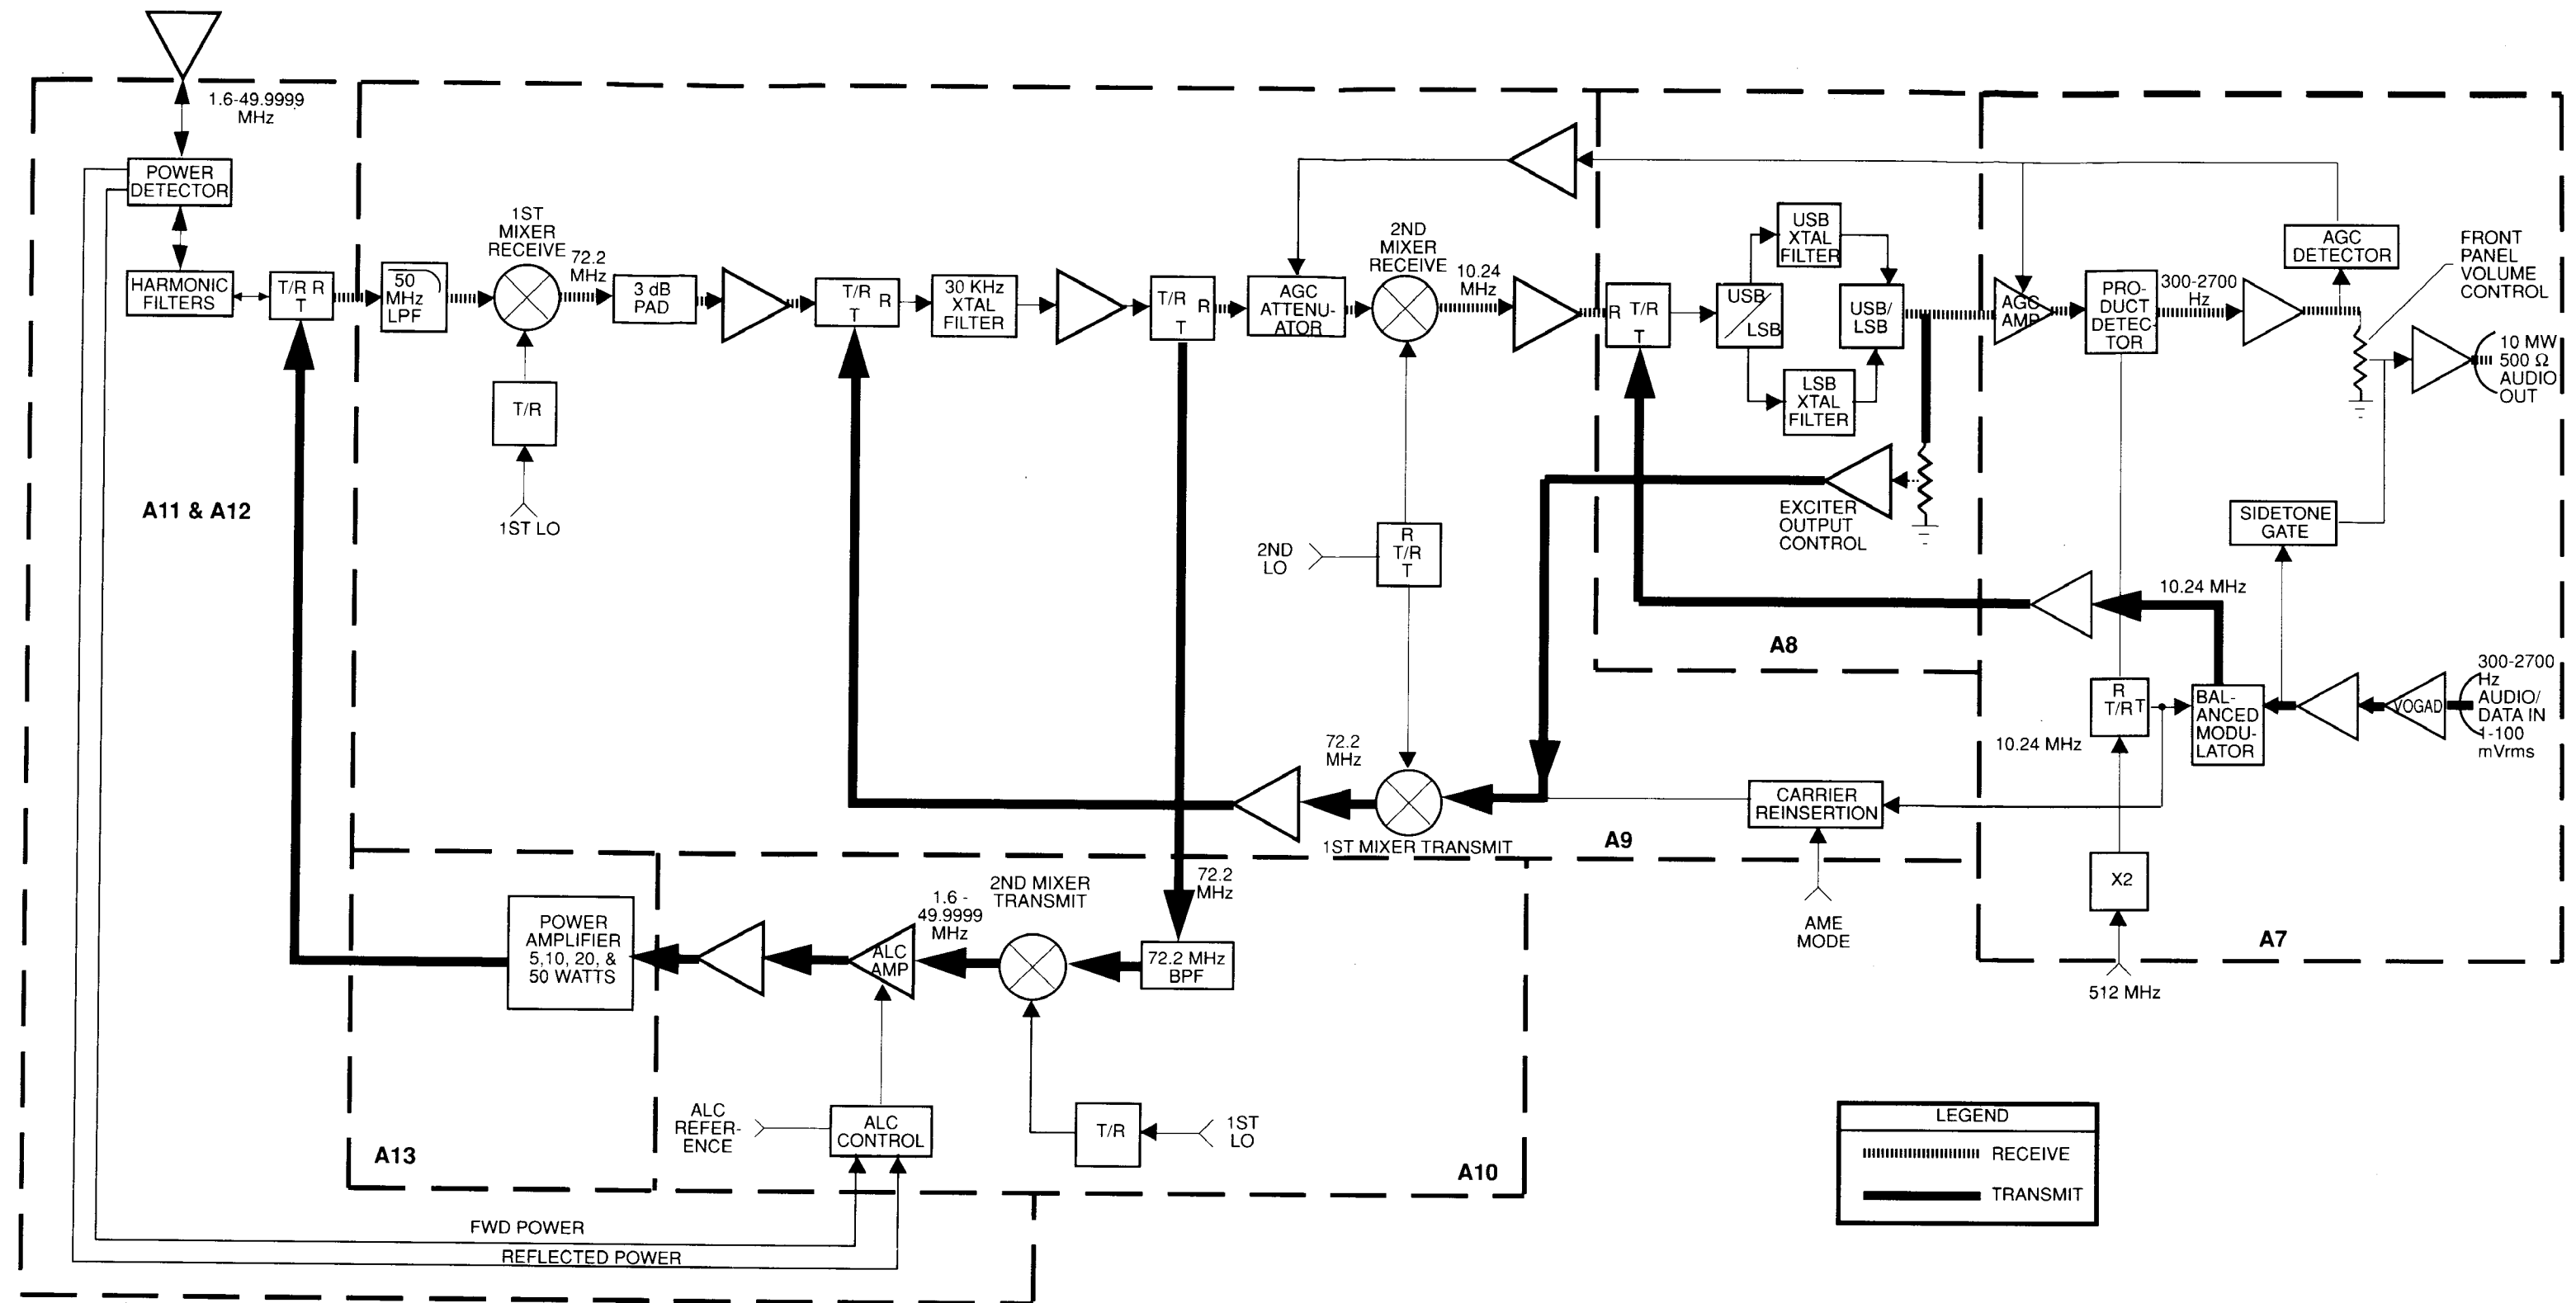 1.6-49.9999
MHz
POWER
DETECTOR
HARMONIC
FILTERS
T/R R
T
50
MHz
LPF
1ST
MIXER
RECEIVE
72.2
MHz
T/R
1ST LO
3 dB
PAD
T/R
R
T
30 KHz
XTAL
FILTER
T/R
R
T
AGC
ATTENU-
ATOR
2ND
MIXER
RECEIVE
10.24
MHz
R T/R
T
USB
LSB
USB
XTAL
FILTER
LSB
XTAL
FILTER
USB/
LSB
AGC
AMP
PRO-
DUCT
DETEC-
TOR
300-2700
Hz
AGC
DETECTOR
FRONT
PANEL
VOLUME
CONTROL
10 MW
500 Ω
AUDIO
OUT
A11 & A12
2ND
LO
R
T/R
T
EXCITER
OUTPUT
CONTROL
SIDETONE
GATE
10.24 MHz
A8
R
T/R T
10.24 MHz
BAL-
ANCED
MODU-
LATOR
VOGAD
300-2700
Hz
AUDIO/
DATA IN
1-100
mVrms
72.2
MHz
1ST MIXER TRANSMIT
CARRIER
REINSERTION
A9
AME
MODE
X2
512 MHz
A7
POWER
AMPLIFIER
5,10, 20, &
50 WATTS
ALC
AMP
1.6 -
49.9999
MHz
2ND MIXER
TRANSMIT
72.2
MHz
72.2 MHz
BPF
ALC
REFER-
ENCE
ALC
CONTROL
T/R
1ST
LO
A13
A10
FWD POWER
REFLECTED POWER
LEGEND
RECEIVE
TRANSMIT